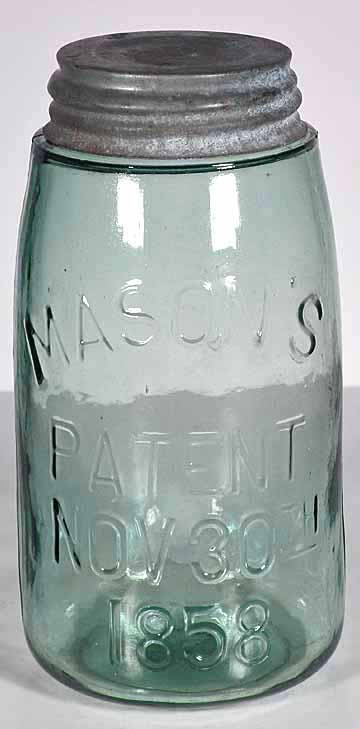 MASON'S
PATENT
NOV 30TH
1858